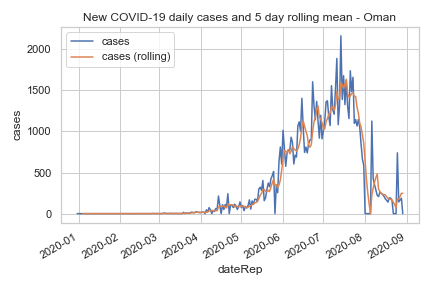 New COVID-19 daily cases and 5 day rolling mean - Oman
cases
cases (rolling)
2000
1500
1000
500
0
cases
2020-01
2020-02
2020-03
2020-04
2020-05
2020-06
2020-07
2020-08
2020-09
dateRep